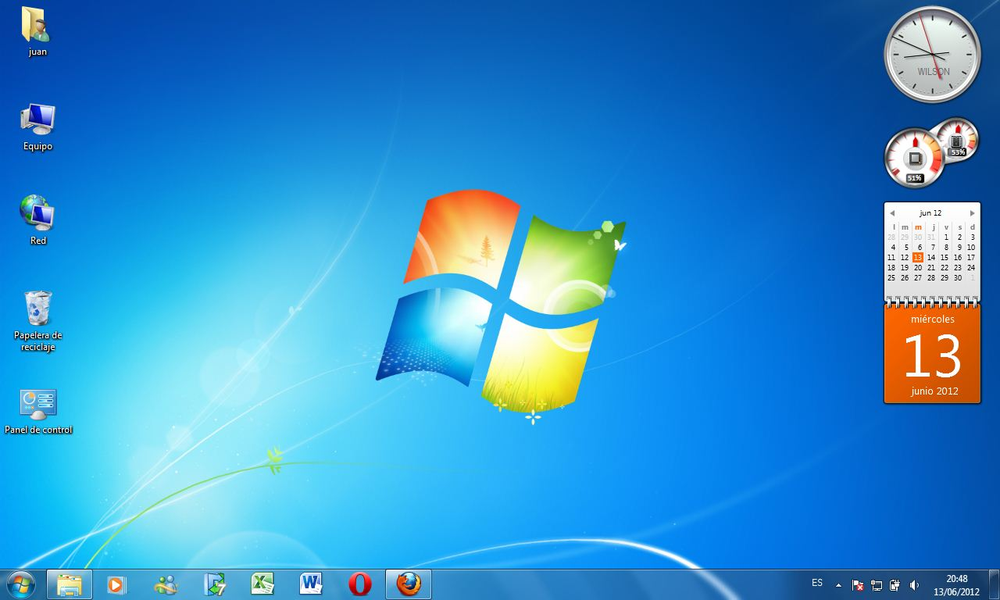 juan
Equipo
Red
Papelera de
reciclaje
Panel de control
WILSON
53%
51%
jun 12
l m m j v s d
28 29 30 31 1 2 3
4 5 6 7 8 9 10
11 12 13 14 15 16 17
18 19 20 21 22 23 24
25 26 27 28 29 30 1
miércoles
13
junio 2012
7
X
W
ES
20:48
13/06/2012